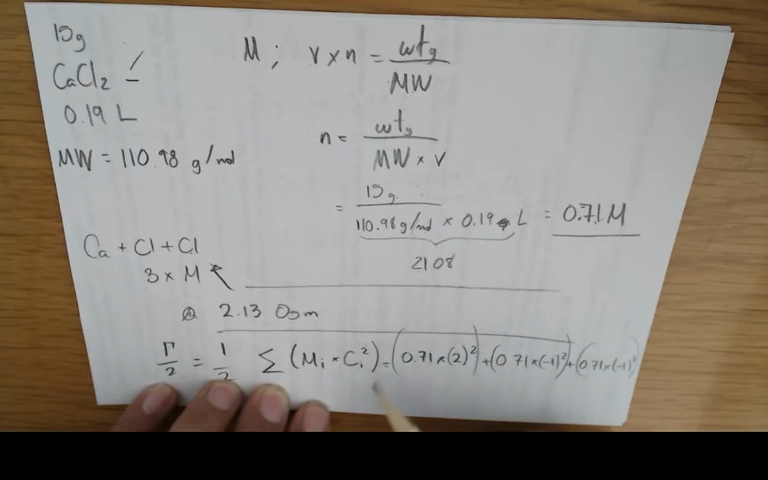 15g
CaCl2
0.19 L
MW = 110.98 g/mol
M; V x n = wtg / MW
n = wtg / MW x V
= 15g / 110.98 g/mol x 0.19 L = 0.71 M
21.08
Ca + Cl + Cl
3 x M
2.13 Osm
Γ/2 = 1/2 Σ (Mi · Ci²) = (0.71 x (2)²) + (0.71 x (-1)²) + (0.71 x (-1)²